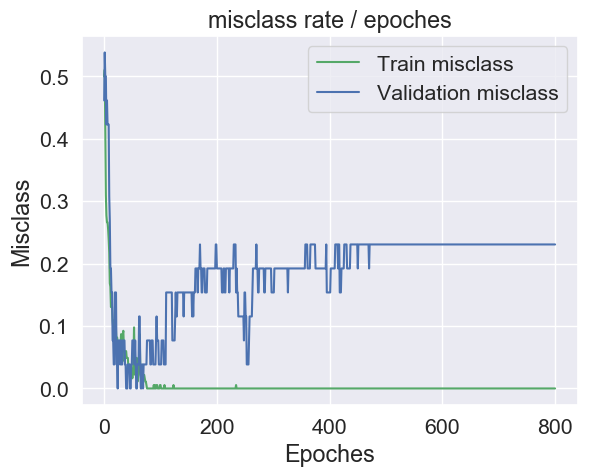 misclass rate / epoches
Train misclass
Validation misclass
Misclass
0.5
0.4
0.3
0.2
0.1
0.0
0 200 400 600 800
Epoches